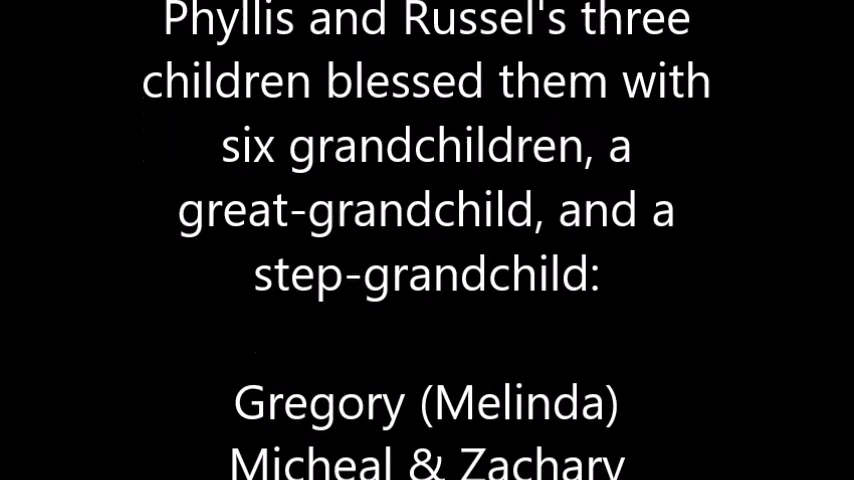 Phyllis and Russel's three
children blessed them with
six grandchildren, a
great-grandchild, and a
step-grandchild:
Gregory (Melinda)
Micheal & Zachary